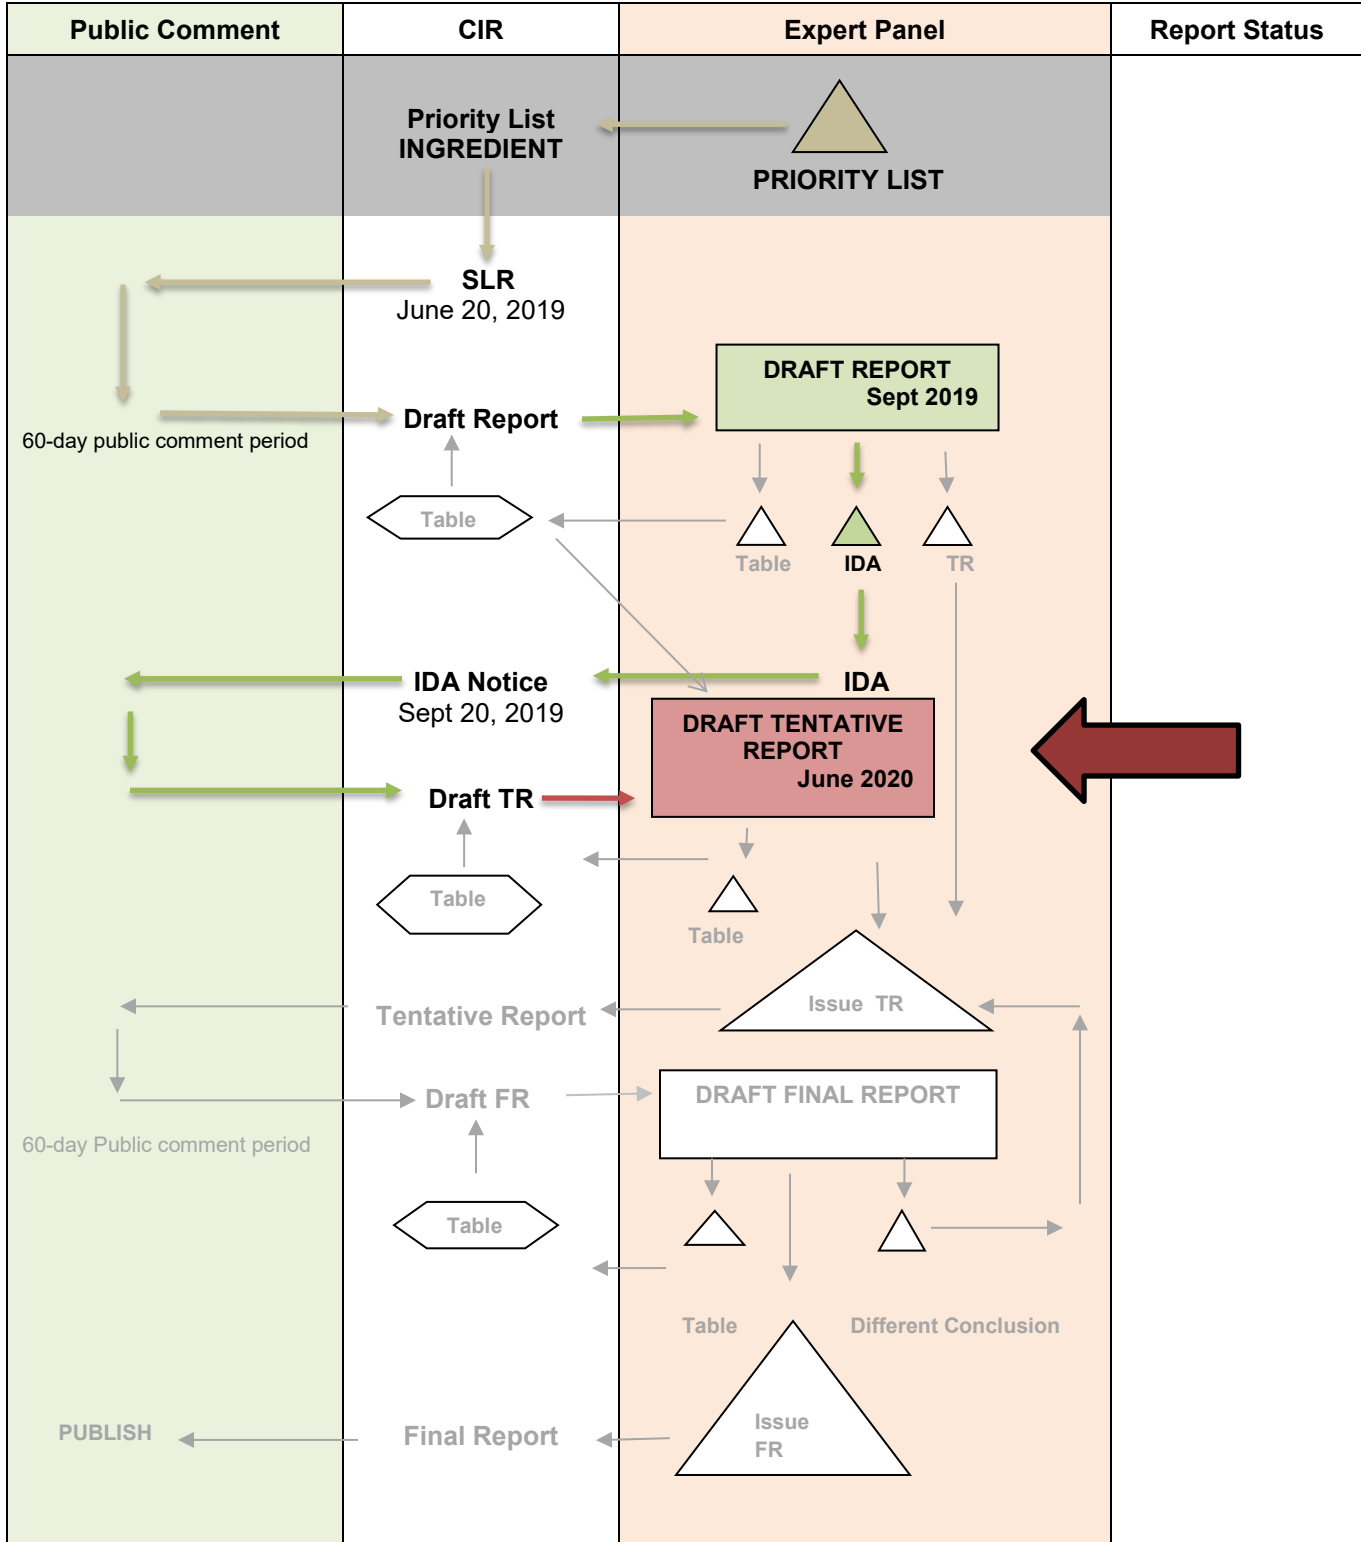 Public Comment
CIR
Expert Panel
Report Status
Priority List
INGREDIENT
PRIORITY LIST
SLR
June 20, 2019
60-day public comment period
Draft Report
DRAFT REPORT
Sept 2019
Table
Table
IDA
TR
IDA Notice
Sept 20, 2019
IDA
DRAFT TENTATIVE
REPORT
June 2020
Draft TR
Table
Table
Tentative Report
Issue TR
60-day Public comment period
Draft FR
DRAFT FINAL REPORT
Table
Table
Different Conclusion
PUBLISH
Final Report
Issue
FR